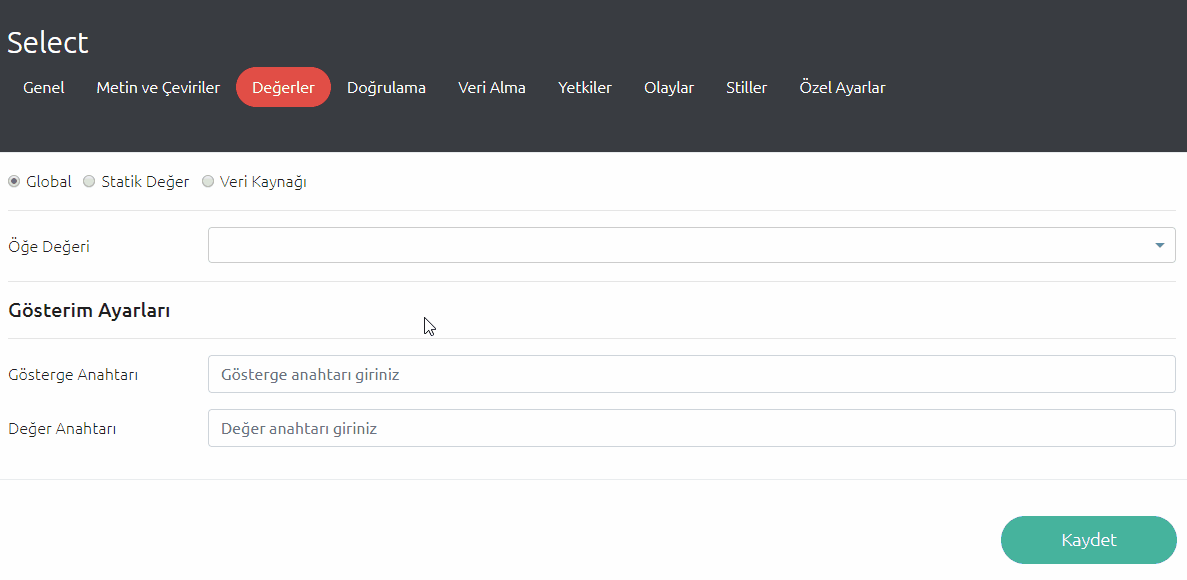 Select
Genel Metin ve Çeviriler Değerler Doğrulama Veri Alma Yetkiler Olaylar Stiller Özel Ayarlar
Global Statik Değer Veri Kaynağı
Öğe Değeri
Gösterim Ayarları
Gösterge Anahtarı Gösterge anahtarı giriniz
Değer Anahtarı Değer anahtarı giriniz
Kaydet